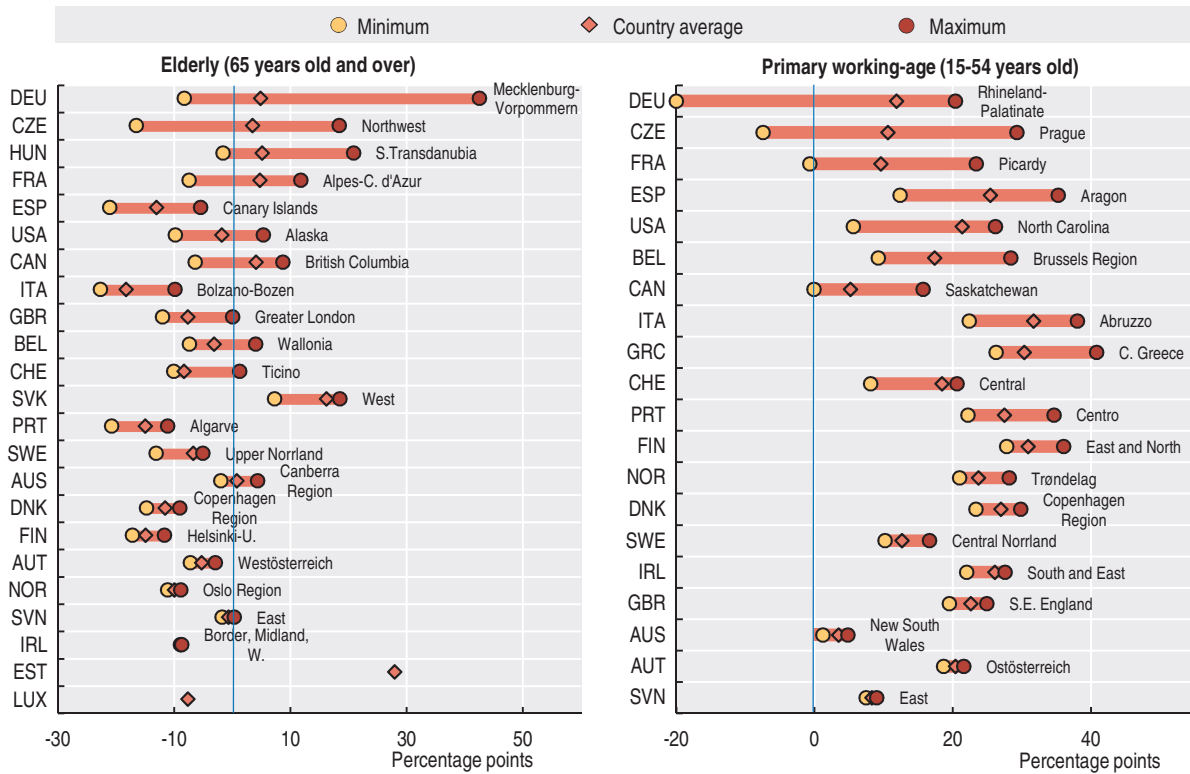 Minimum
Country average
Maximum
Elderly (65 years old and over)
DEU
Mecklenburg-
Vorpommern
CZE
Northwest
HUN
S.Transdanubia
FRA
Alpes-C. d'Azur
ESP
Canary Islands
USA
Alaska
CAN
British Columbia
ITA
Bolzano-Bozen
GBR
Greater London
BEL
Wallonia
CHE
Ticino
SVK
West
PRT
Algarve
SWE
Upper Norrland
AUS
Canberra
Region
DNK
Copenhagen
Region
FIN
Helsinki-U.
AUT
Westösterreich
NOR
Oslo Region
SVN
East
IRL
Border, Midland,
W.
EST
LUX
-30 -10 10 30 50
Percentage points
Primary working-age (15-54 years old)
DEU
Rhineland-
Palatinate
CZE
Prague
FRA
Picardy
ESP
Aragon
USA
North Carolina
BEL
Brussels Region
CAN
Saskatchewan
ITA
Abruzzo
GRC
C. Greece
CHE
Central
PRT
Centro
FIN
East and North
NOR
Trøndelag
DNK
Copenhagen
Region
SWE
Central Norrland
IRL
South and East
GBR
S.E. England
AUS
New South
Wales
AUT
Ostösterreich
SVN
East
-20 0 20 40
Percentage points